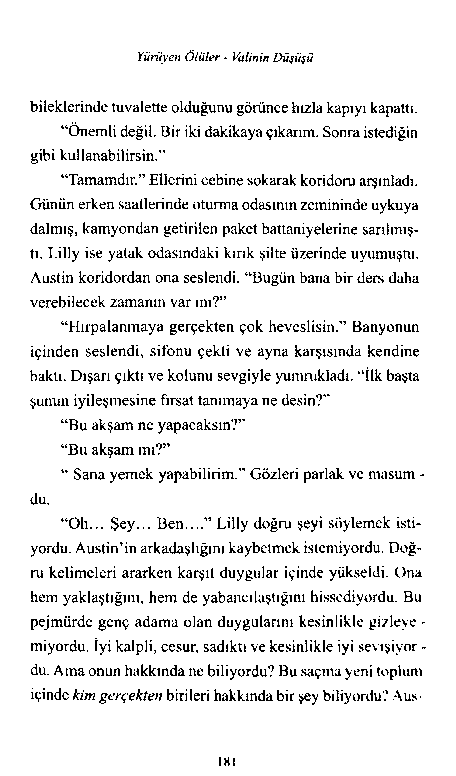 Yürüyen Ölüler - Valinin Düşüşü
bileklerinde tuvalette olduğunu görünce hızla kapıyı kapattı.
“Önemli değil. Bir iki dakikaya çıkarım. Sonra istediğin
gibi kullanabilirsin.”
“Tamamdır.” Ellerini cebine sokarak koridoru arşınladı.
Günün erken saatlerinde oturma odasının zemininde uykuya
dalmış, kamyondan getirilen paket battaniyelerine sarılmış-
tı. Lilly ise yatak odasındaki kırık şilte üzerinde uyumuştu.
Austin koridordan ona seslendi. “Bugün bana bir ders daha
verebilecek zamanın var mı?”
“Hırpalanmaya gerçekten çok heveslisin.” Banyonun
içinden seslendi, sifonu çekti ve ayna karşısında kendine
baktı. Dışarı çıktı ve kolunu sevgiyle yumrukladı. “İlk başta
şunun iyileşmesine fırsat tanımaya ne desin?”
“Bu akşam ne yapacaksın?”
“Bu akşam mı?”
“ Sana yemek yapabilirim.” Gözleri parlak ve masum -
du.
“Oh... Şey... Ben....” Lilly doğru şeyi söylemek isti-
yordu. Austin’in arkadaşlığını kaybetmek istemiyordu. Doğ-
ru kelimeleri ararken karşıt duygular içinde yükseldi. Ona
hem yaklaştığını, hem de yabancılaştığını hissediyordu. Bu
pejmürde genç adama olan duygularını kesinlikle gizleye -
miyordu. İyi kalpli, cesur, sadıktı ve kesinlikle iyi sevişiyor -
du. Ama onun hakkında ne biliyordu? Bu saçma yeni toplum
içinde kim gerçekten birileri hakkında bir şey biliyordu? Aus-
181